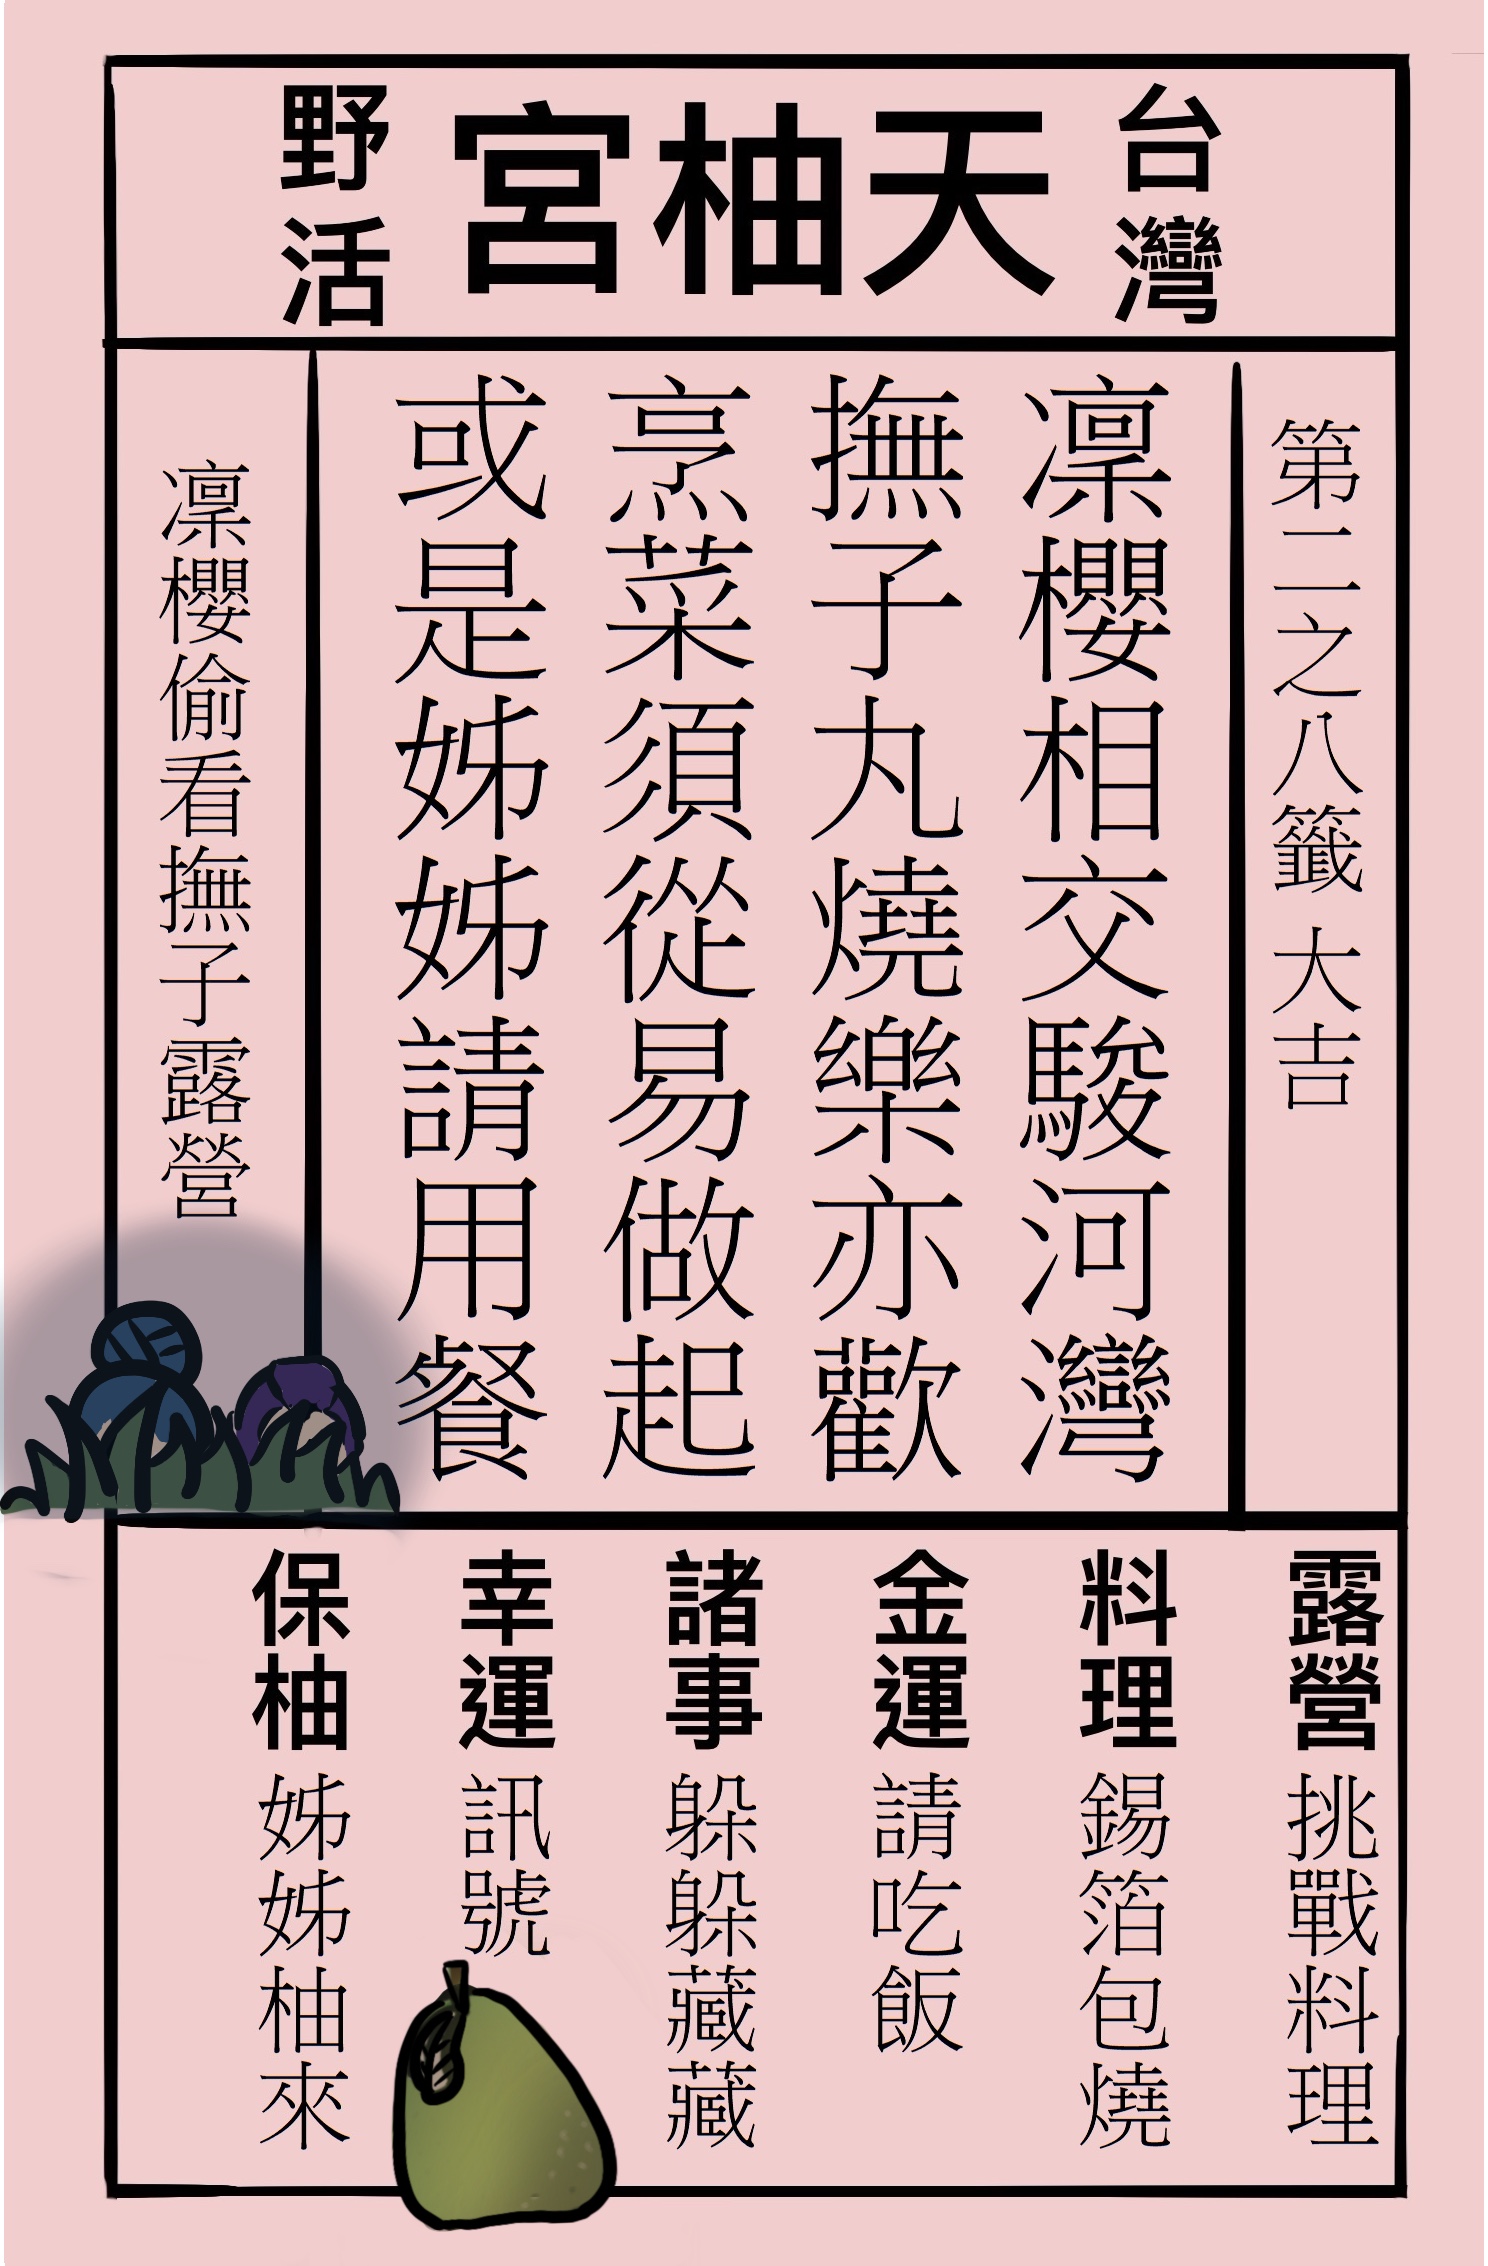 台灣
天柚宮
野活
第二之八籤 大吉
凜櫻相交駿河灣
撫子丸燒樂亦歡
烹菜須從易做起
或是姊姊請用餐
凜櫻偷看撫子露營
露營
挑戰料理
料理
錫箔包燒
金運
請吃飯
諸事
躲躲藏藏
幸運
訊號
保柚
姊姊柚來